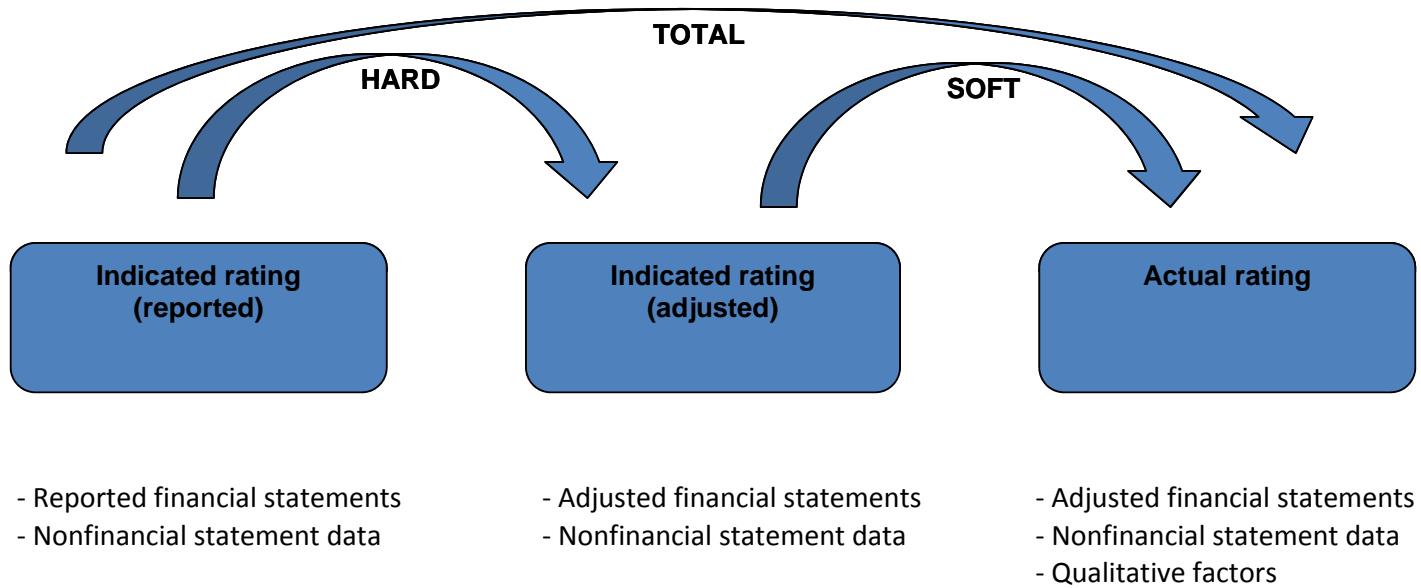 TOTAL
HARD
SOFT
Indicated rating
(reported)
Indicated rating
(adjusted)
Actual rating
- Reported financial statements
- Nonfinancial statement data
- Adjusted financial statements
- Nonfinancial statement data
- Adjusted financial statements
- Nonfinancial statement data
- Qualitative factors